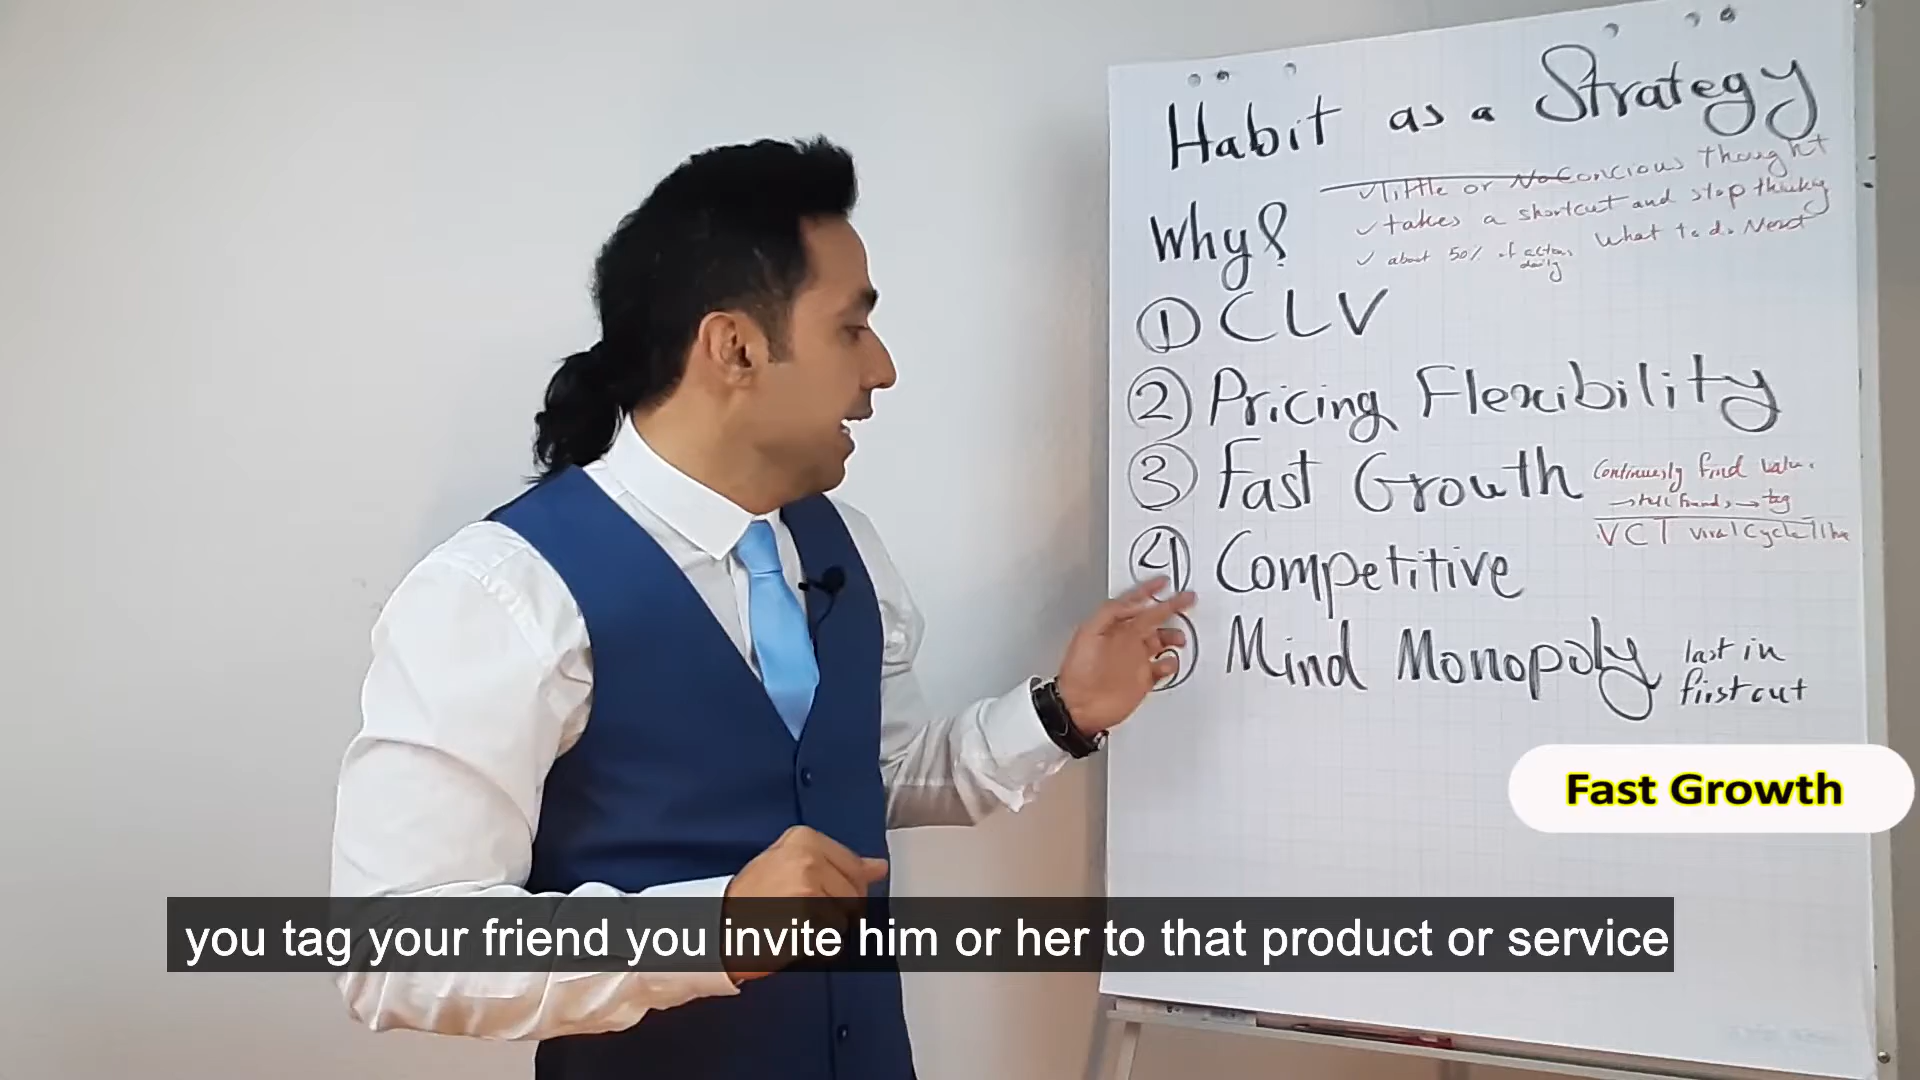 Habit as a Strategy
✓ little or No Concious thought
✓ takes a shortcut and stop thinking
What to do Next
✓ about 50% of actions
daily
Why?
① CLV
② Pricing Flexibility
③ Fast Growth
Continuesly find value.
→ tell friends → tag
VCT Viral Cycle Time
④ Competitive
Mind Monopoly
last in
first out
Fast Growth
you tag your friend you invite him or her to that product or service